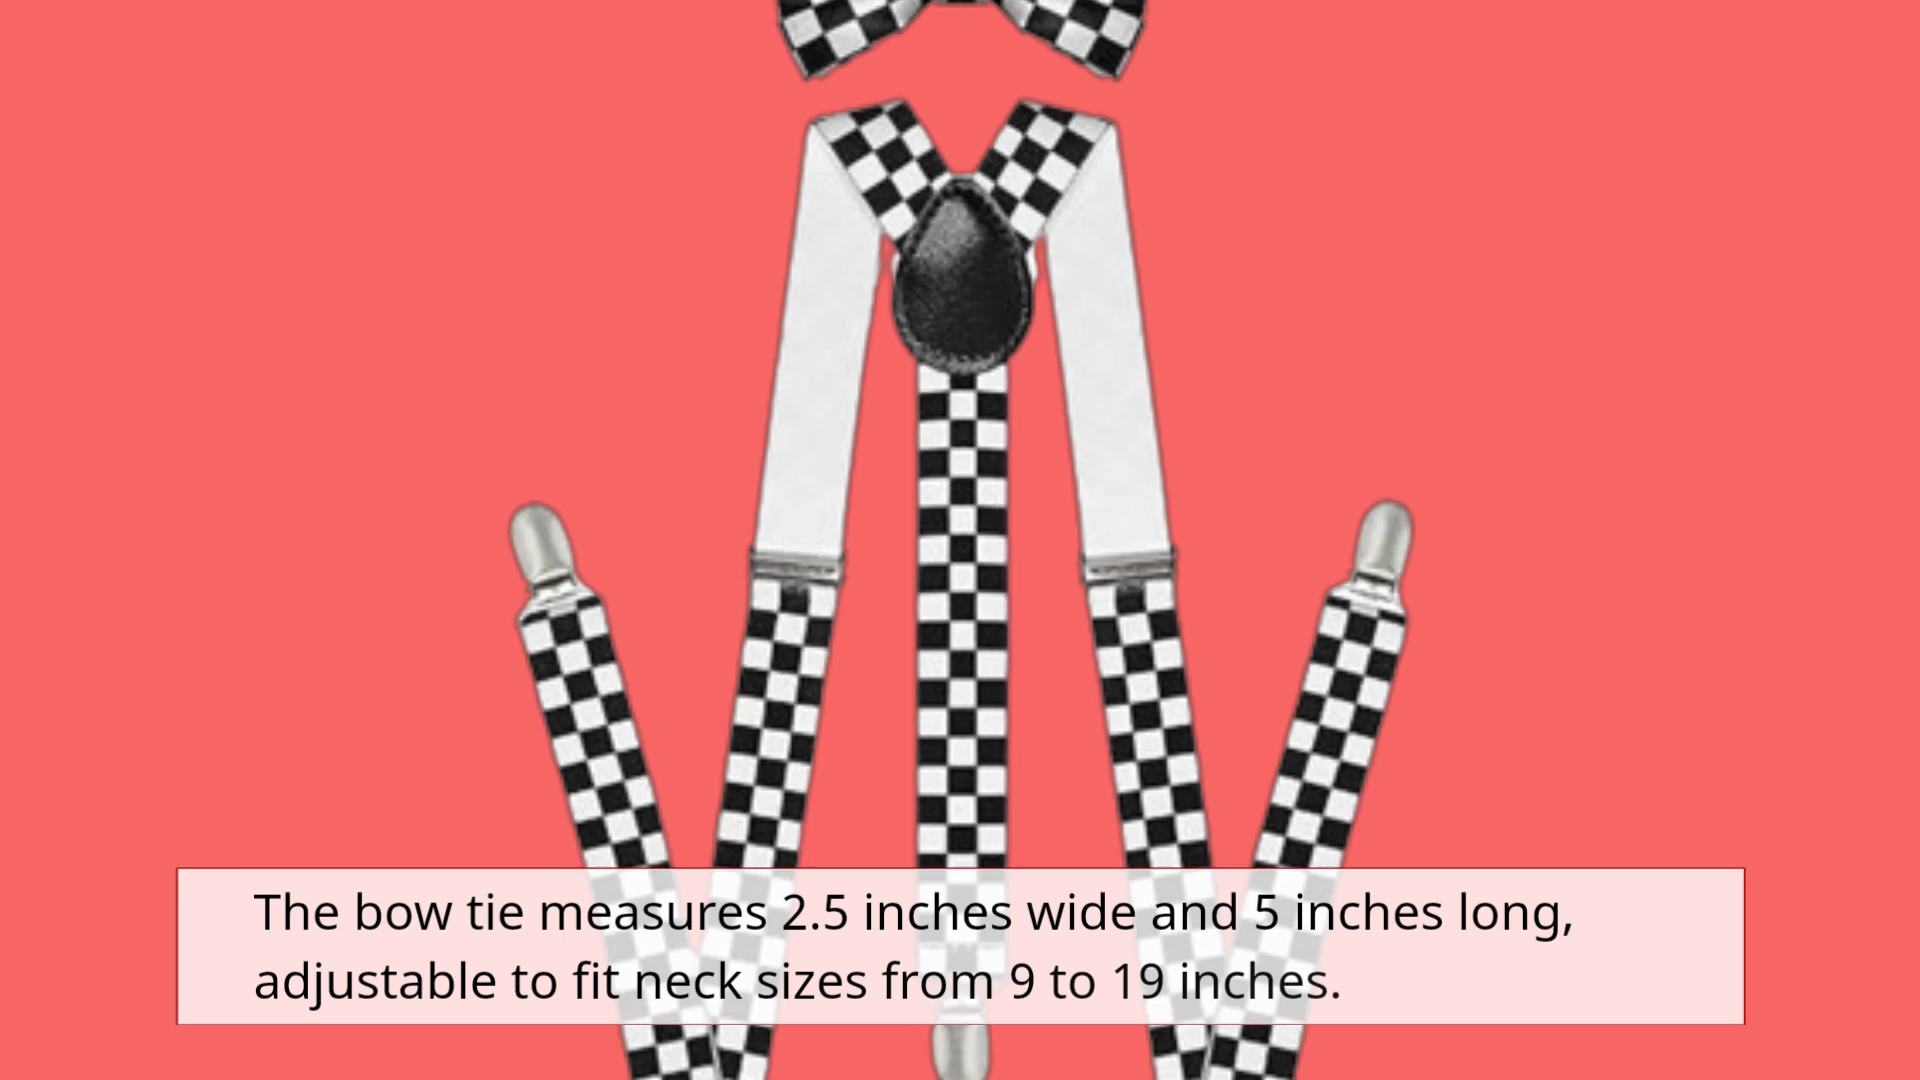 The bow tie measures 2.5 inches wide and 5 inches long,
adjustable to fit neck sizes from 9 to 19 inches.